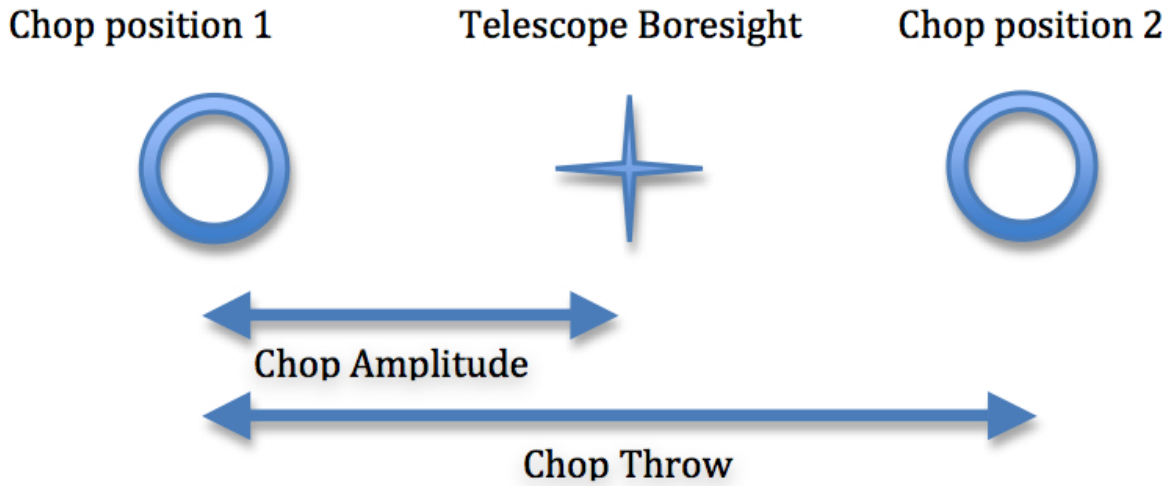 Chop position 1
Telescope Boresight
Chop position 2
Chop Amplitude
Chop Throw